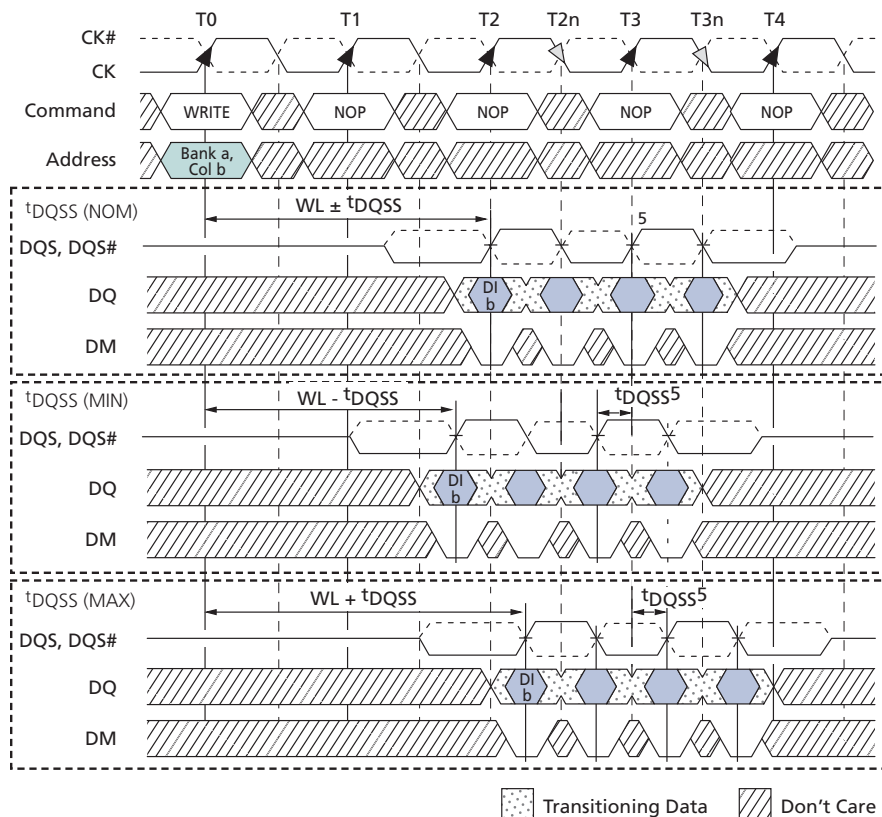 T0 T1 T2 T2n T3 T3n T4
CK#
CK
Command WRITE NOP NOP NOP NOP
Address Bank a,
Col b
tDQSS (NOM) WL ± tDQSS
5
DQS, DQS#
DQ DI
b
DM
tDQSS (MIN) WL - tDQSS tDQSS5
DQS, DQS#
DQ DI
b
DM
tDQSS (MAX) WL + tDQSS tDQSS5
DQS, DQS#
DQ DI
b
DM
Transitioning Data Don't Care